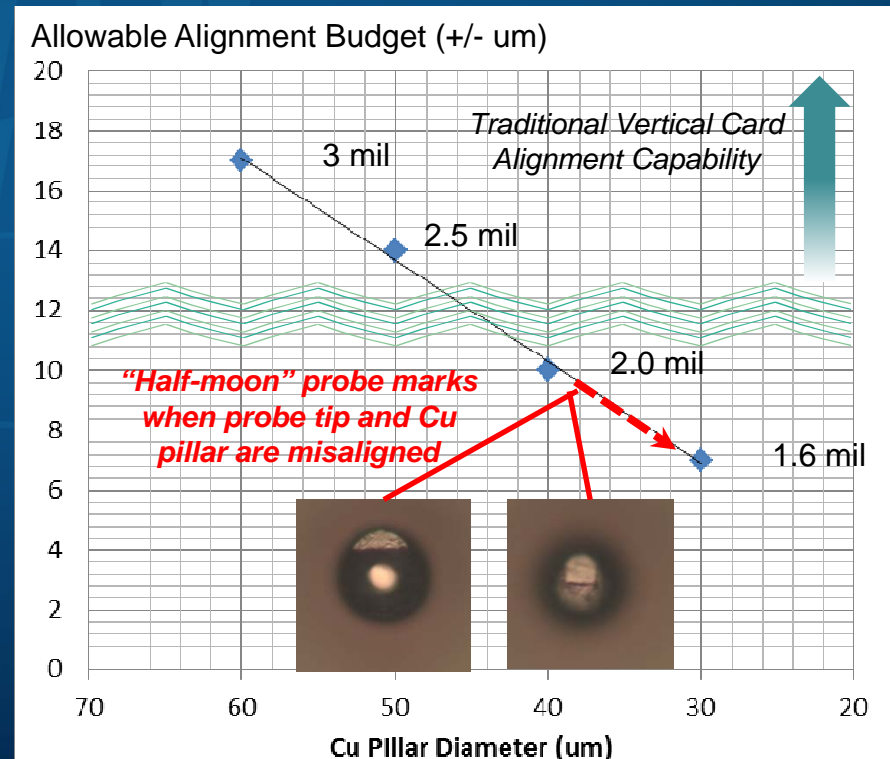 Allowable Alignment Budget (+/- um)
20
18
16
14
12
10
8
6
4
2
0
Traditional Vertical Card
Alignment Capability
3 mil
2.5 mil
2.0 mil
1.6 mil
"Half-moon" probe marks
when probe tip and Cu
pillar are misaligned
70 60 50 40 30 20
Cu Pillar Diameter (um)